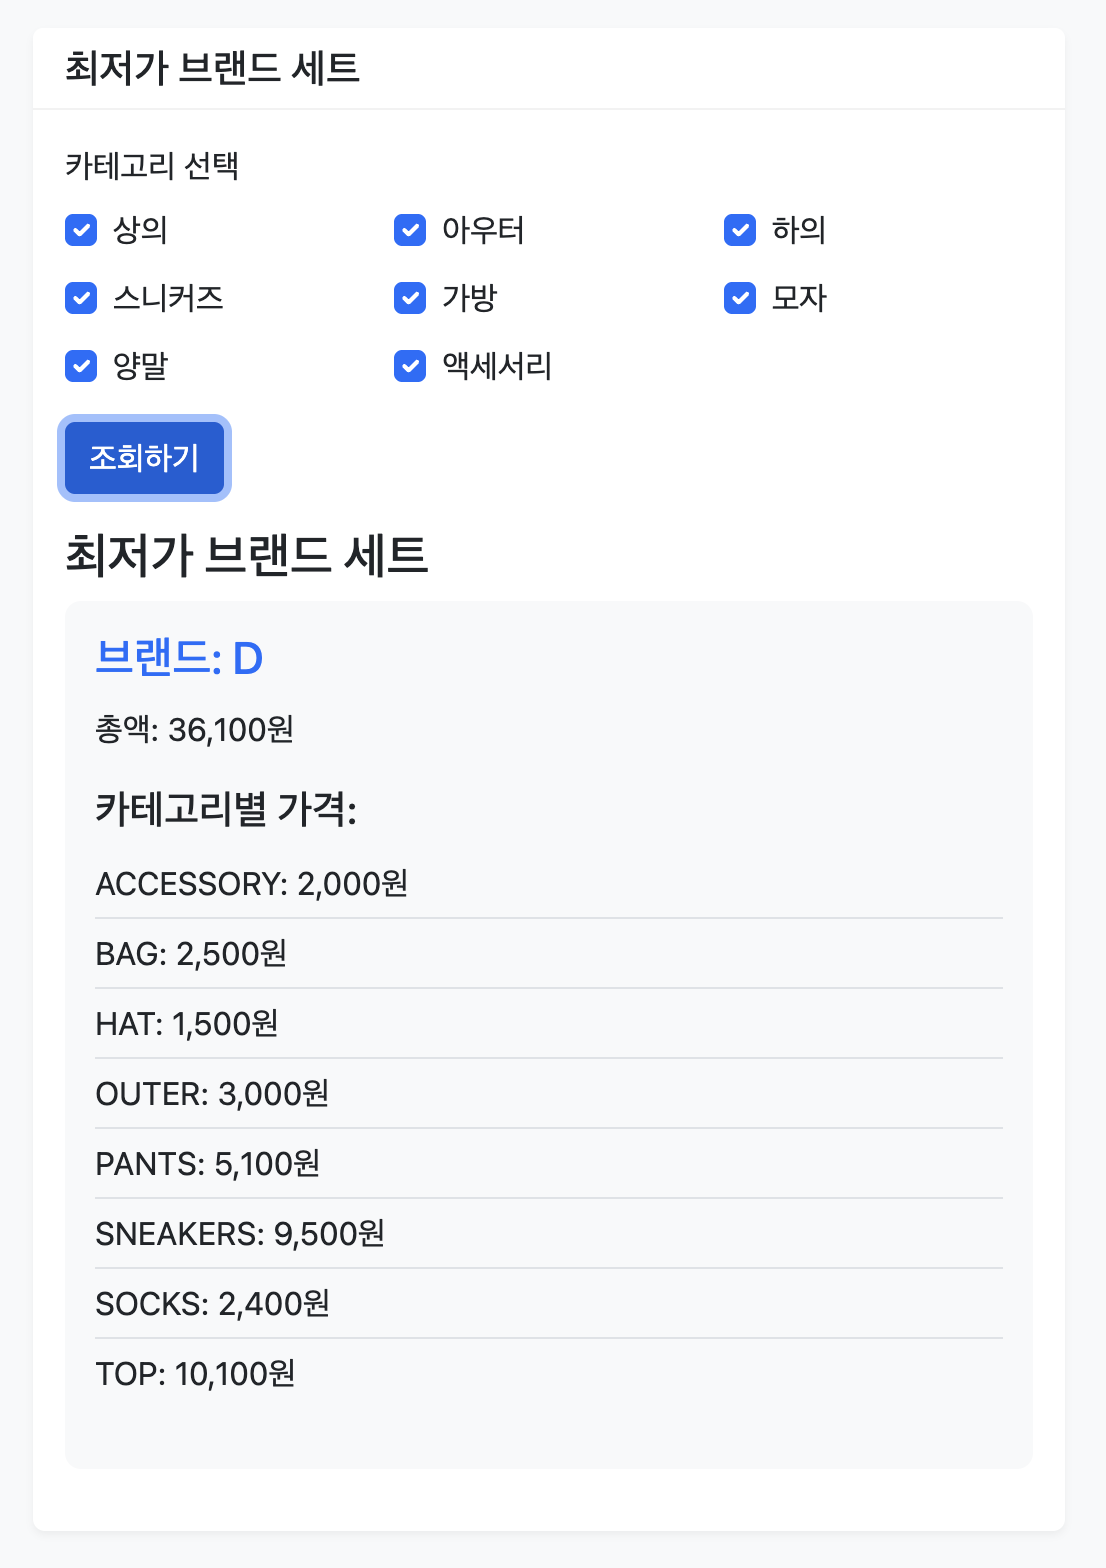 최저가 브랜드 세트
카테고리 선택
상의 아우터 하의
스니커즈 가방 모자
양말 액세서리
조회하기
최저가 브랜드 세트
브랜드: D
총액: 36,100원
카테고리별 가격:
ACCESSORY: 2,000원
BAG: 2,500원
HAT: 1,500원
OUTER: 3,000원
PANTS: 5,100원
SNEAKERS: 9,500원
SOCKS: 2,400원
TOP: 10,100원